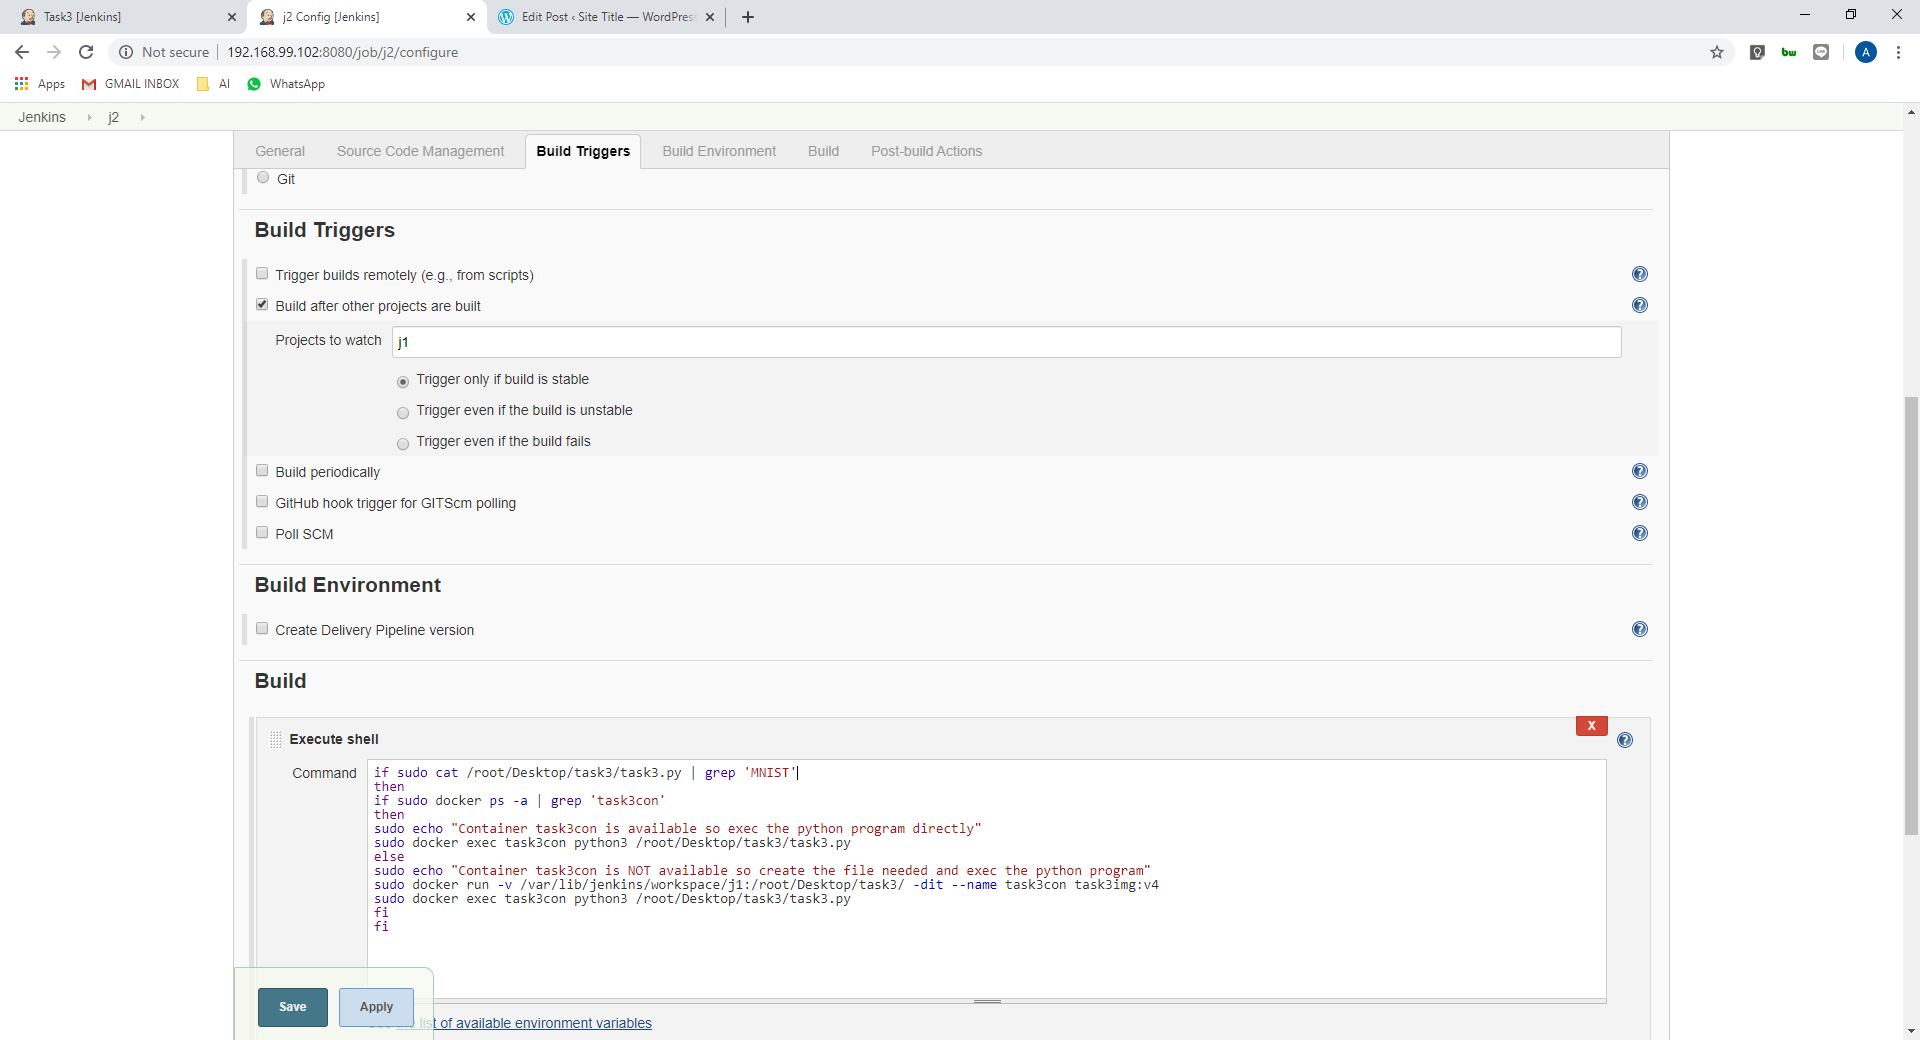 Task3 [Jenkins]
j2 Config [Jenkins]
Edit Post ‹ Site Title — WordPres
Not secure
192.168.99.102:8080/job/j2/configure
bw
A
Apps
GMAIL INBOX
AI
WhatsApp
Jenkins
j2
General
Source Code Management
Build Triggers
Build Environment
Build
Post-build Actions
Git
Build Triggers
Trigger builds remotely (e.g., from scripts)
Build after other projects are built
Projects to watch
j1
Trigger only if build is stable
Trigger even if the build is unstable
Trigger even if the build fails
Build periodically
GitHub hook trigger for GITScm polling
Poll SCM
Build Environment
Create Delivery Pipeline version
Build
X
Execute shell
Command
if sudo cat /root/Desktop/task3/task3.py | grep 'MNIST'
then
if sudo docker ps -a | grep 'task3con'
then
sudo echo "Container task3con is available so exec the python program directly"
sudo docker exec task3con python3 /root/Desktop/task3/task3.py
else
sudo echo "Container task3con is NOT available so create the file needed and exec the python program"
sudo docker run -v /var/lib/jenkins/workspace/j1:/root/Desktop/task3/ -dit --name task3con task3img:v4
sudo docker exec task3con python3 /root/Desktop/task3/task3.py
fi
fi
Save
Apply
list of available environment variables